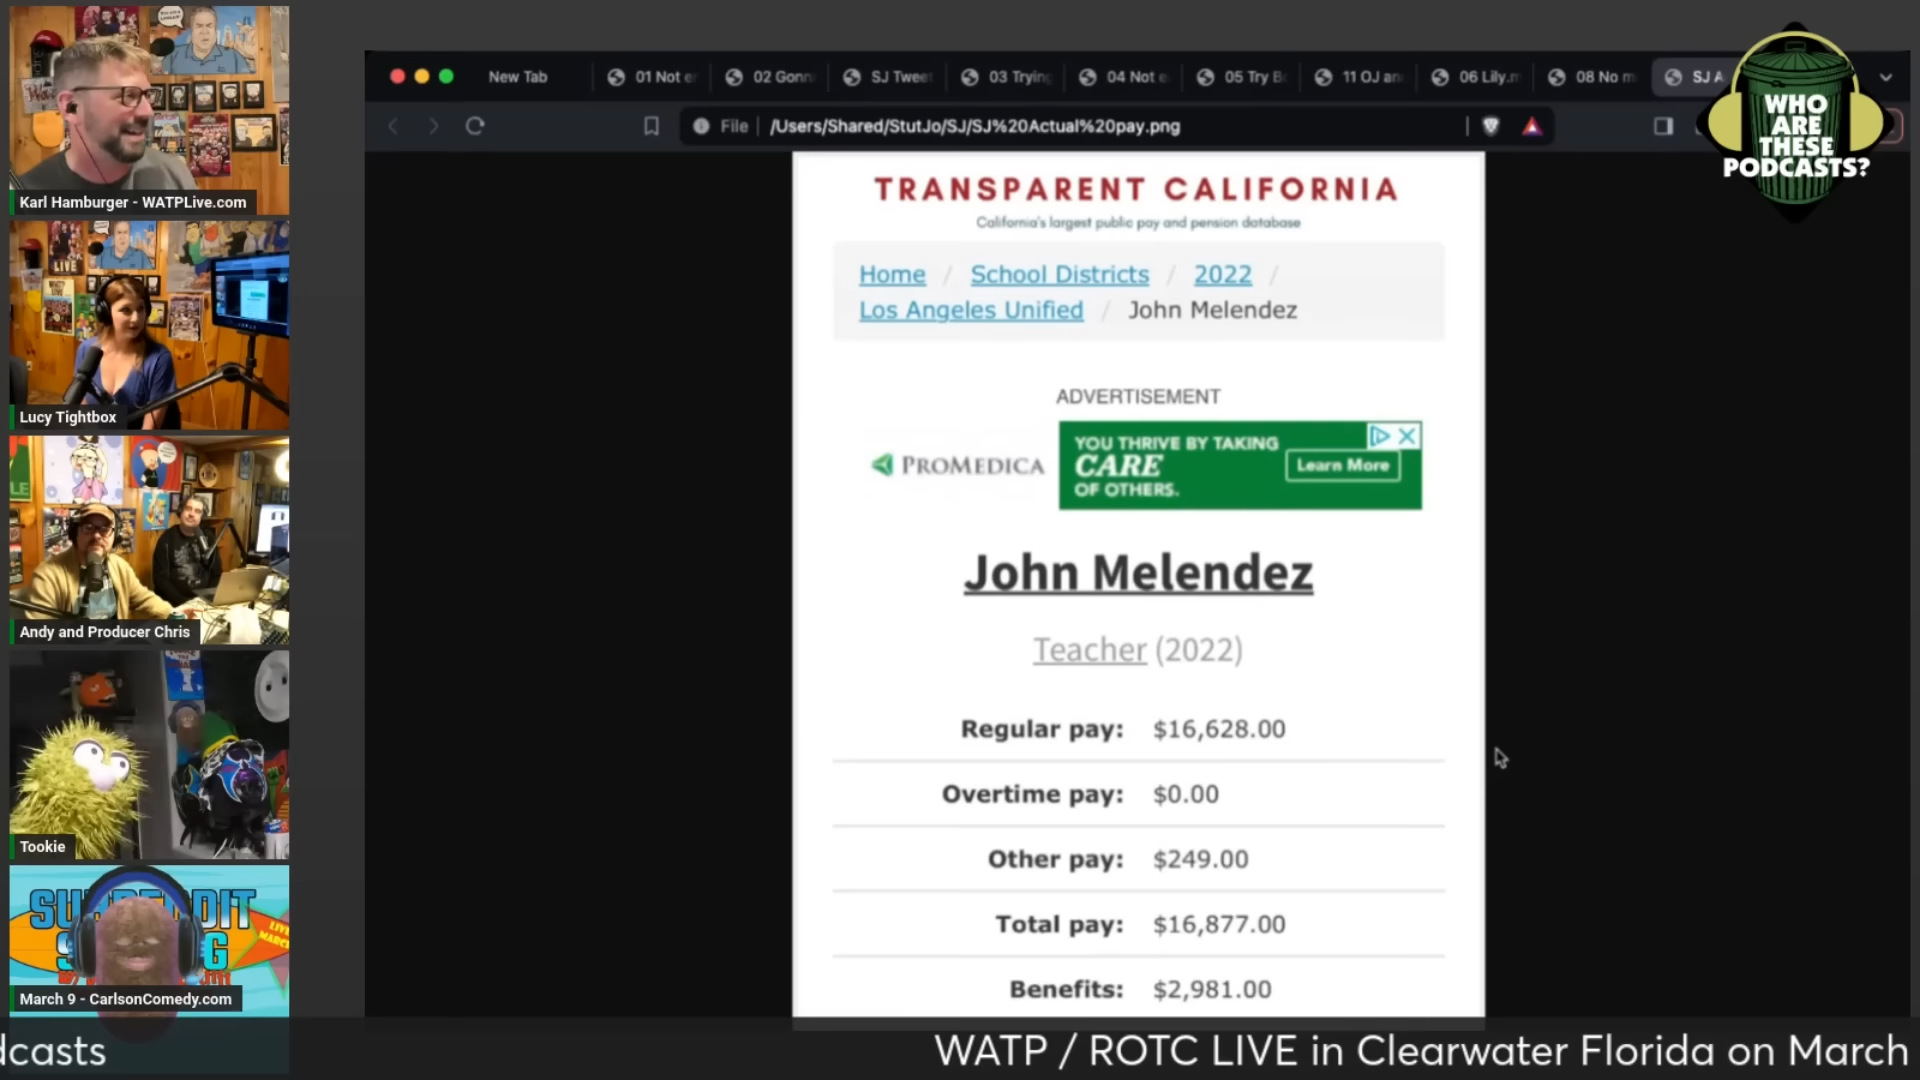 Karl Hamburger - WATPLive.com
Lucy Tightbox
Andy and Producer Chris
Tookie
March 9 - CarlsonComedy.com
New Tab
01 Not e
02 Gonn
SJ Twee
03 Trying
04 Not e
05 Try B
11 OJ an
06 Lily.m
08 No m
SJ A
File
/Users/Shared/StutJo/SJ/SJ%20Actual%20pay.png
WHO
ARE
THESE
PODCASTS?
TRANSPARENT CALIFORNIA
California's largest public pay and pension database
Home / School Districts / 2022 /
Los Angeles Unified / John Melendez
ADVERTISEMENT
PROMEDICA
YOU THRIVE BY TAKING
CARE
OF OTHERS.
Learn More
John Melendez
Teacher (2022)
Regular pay: $16,628.00
Overtime pay: $0.00
Other pay: $249.00
Total pay: $16,877.00
Benefits: $2,981.00
dcasts
WATP / ROTC LIVE in Clearwater Florida on March